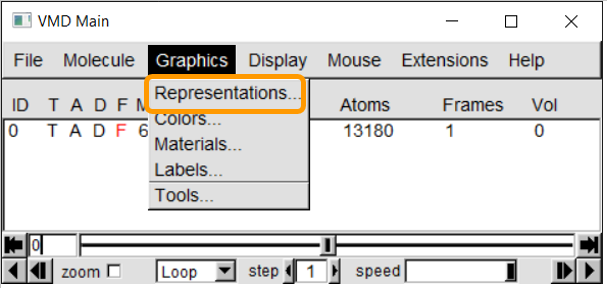 VMD Main
File Molecule Graphics Display Mouse Extensions Help
Representations...
ID T A D F Atoms Frames Vol
Colors...
0 T A D F 6 13180 1 0
Materials...
Labels...
Tools...
0
zoom Loop step 1 speed